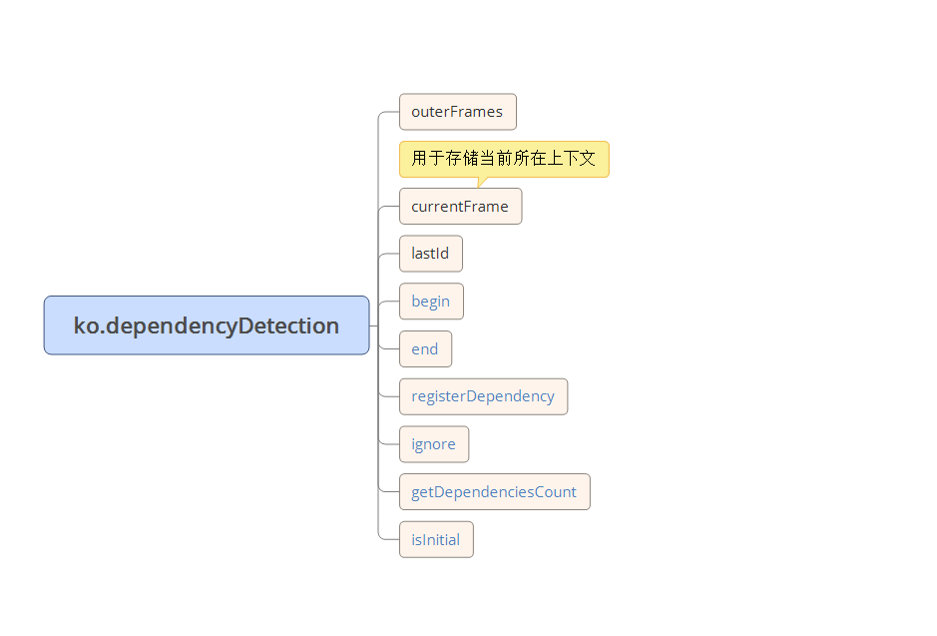 outerFrames
用于存储当前所在上下文
currentFrame
lastId
begin
ko.dependencyDetection
end
registerDependency
ignore
getDependenciesCount
isInitial